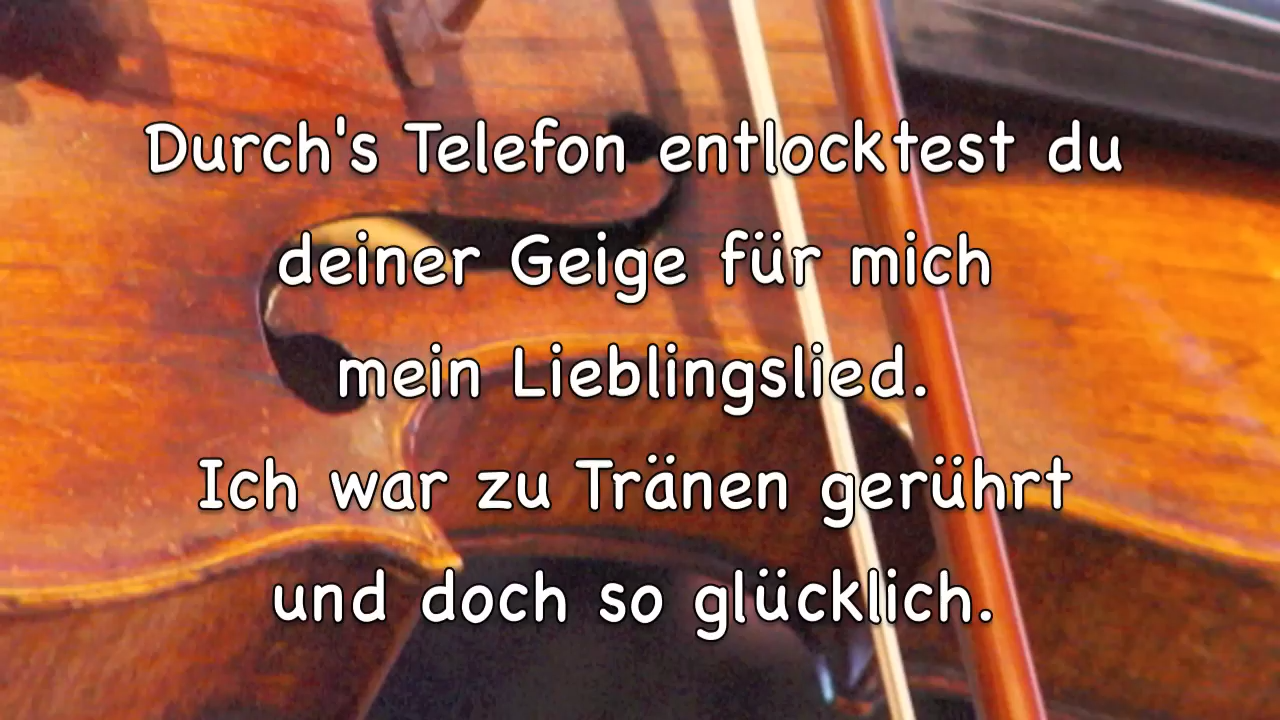 Durch's Telefon entlocktest du
deiner Geige für mich
mein Lieblingslied.
Ich war zu Tränen gerührt
und doch so glücklich.